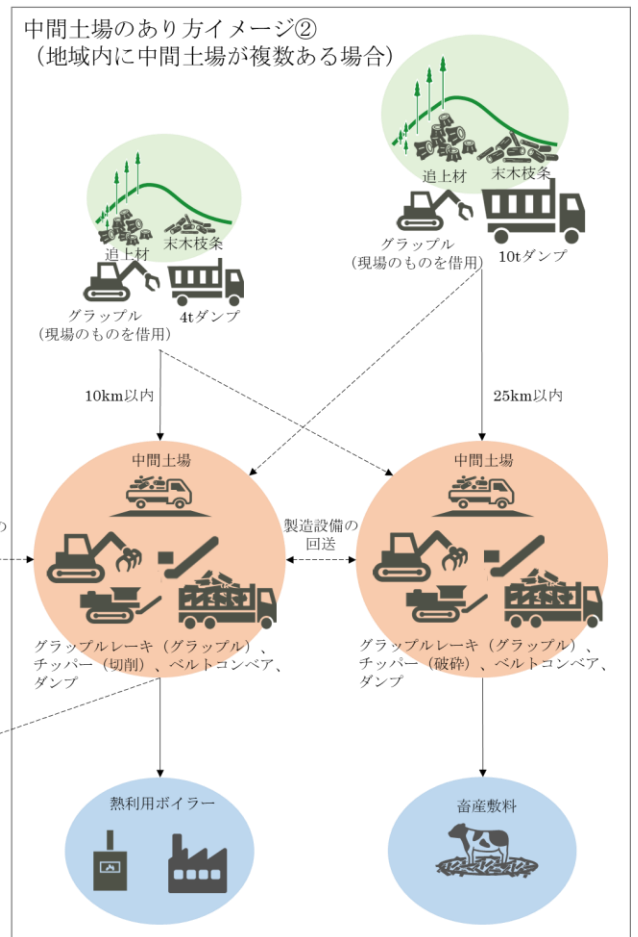 中間土場のあり方イメージ②
（地域内に中間土場が複数ある場合）
追上材
末木枝条
グラップル
（現場のものを借用）
10tダンプ
追上材
末木枝条
グラップル
（現場のものを借用）
4tダンプ
10km以内
25km以内
中間土場
中間土場
の
製造設備の
回送
グラップルレーキ（グラップル）、
チッパー（切削）、ベルトコンベア、
ダンプ
グラップルレーキ（グラップル）、
チッパー（破砕）、ベルトコンベア、
ダンプ
熱利用ボイラー
畜産敷料